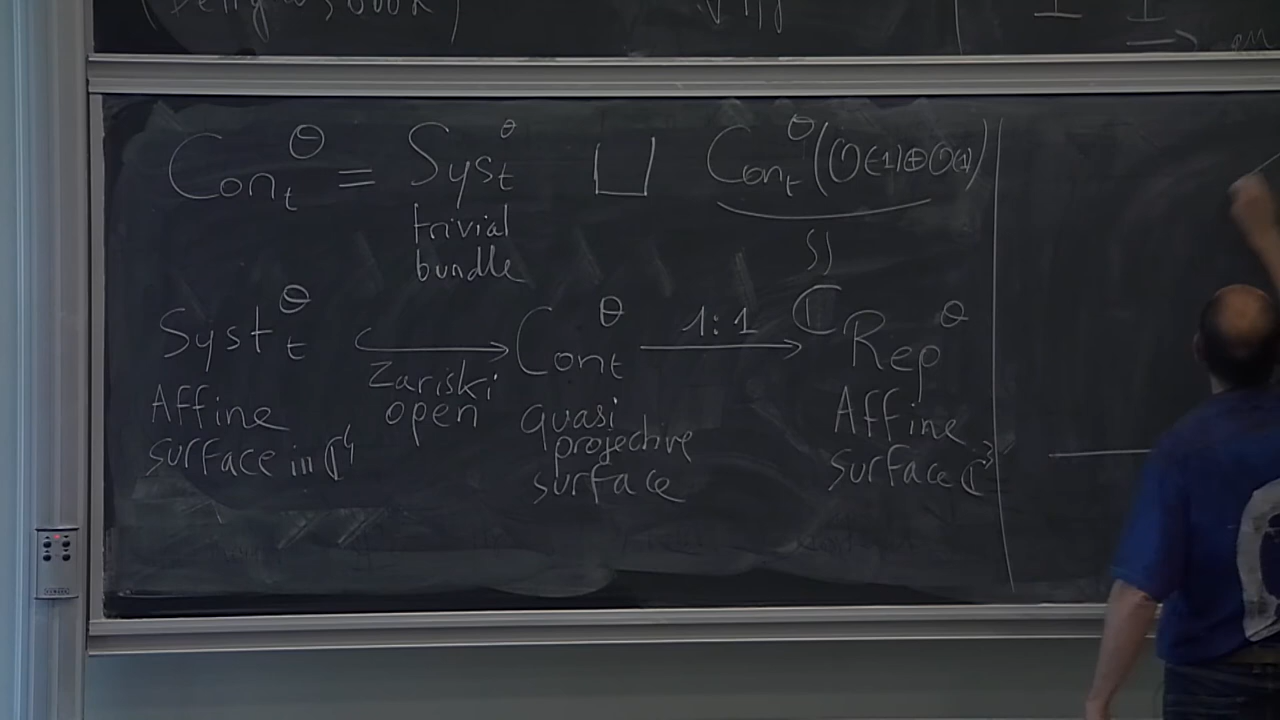 Con_t^Θ = Syst_t^Θ ⊔ Con_t^Θ(O(-1)⊕O(1))
trivial
bundle
≀≀
ℂ
Syst_t^Θ ↪ Con_t^Θ 1:1 → Rep^Θ
Zariski
open
Affine
surface in ℂ^4
quasi
projective
surface
Affine
surface ℂ^3